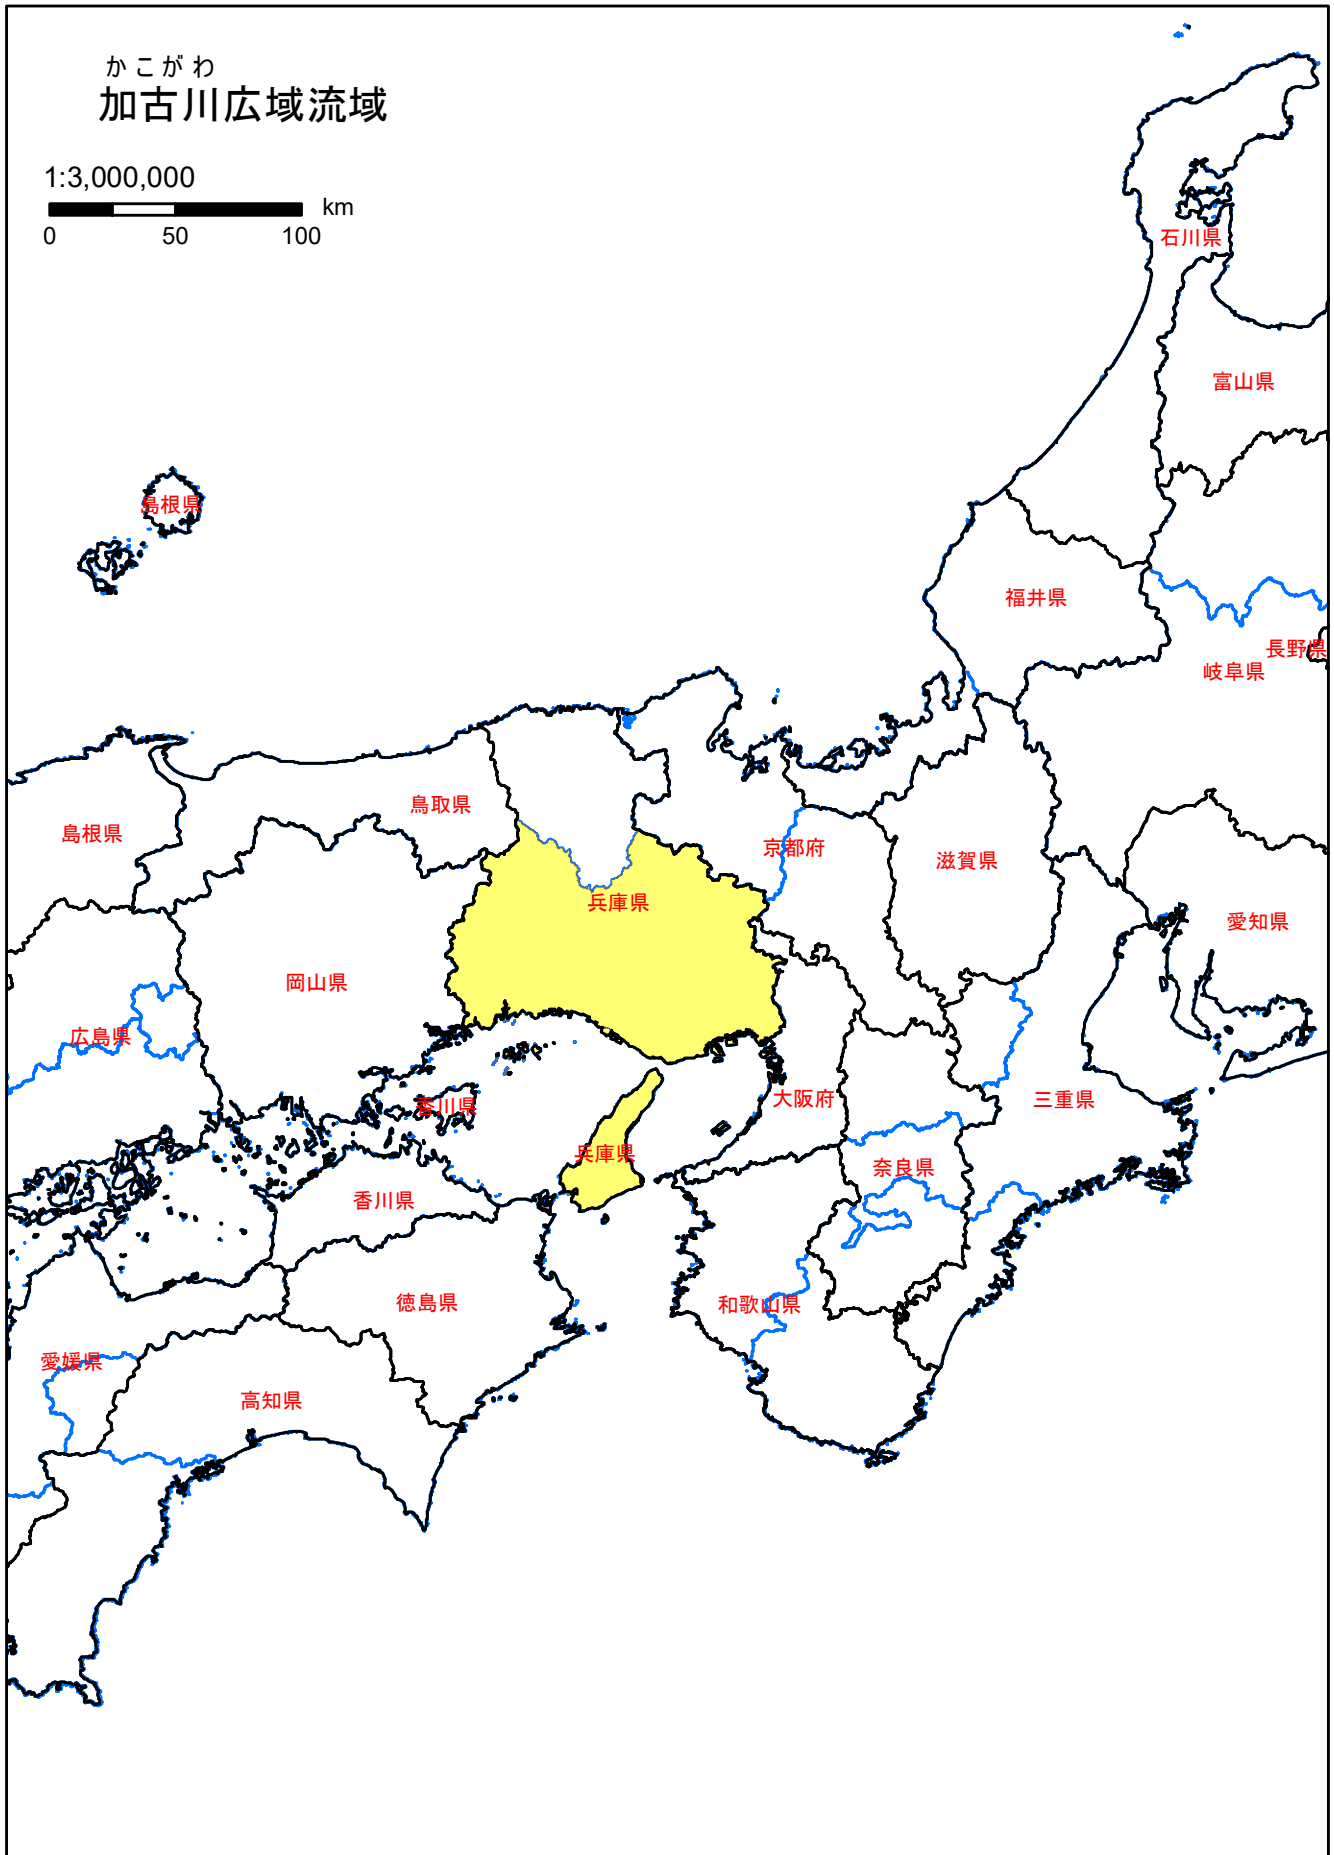 かこがわ
加古川広域流域
1:3,000,000
km
0 50 100
石川県
富山県
島根県
福井県
長野県
岐阜県
鳥取県
島根県
京都府
滋賀県
兵庫県
愛知県
岡山県
広島県
香川県
大阪府
三重県
兵庫県
奈良県
香川県
徳島県
和歌山県
愛媛県
高知県